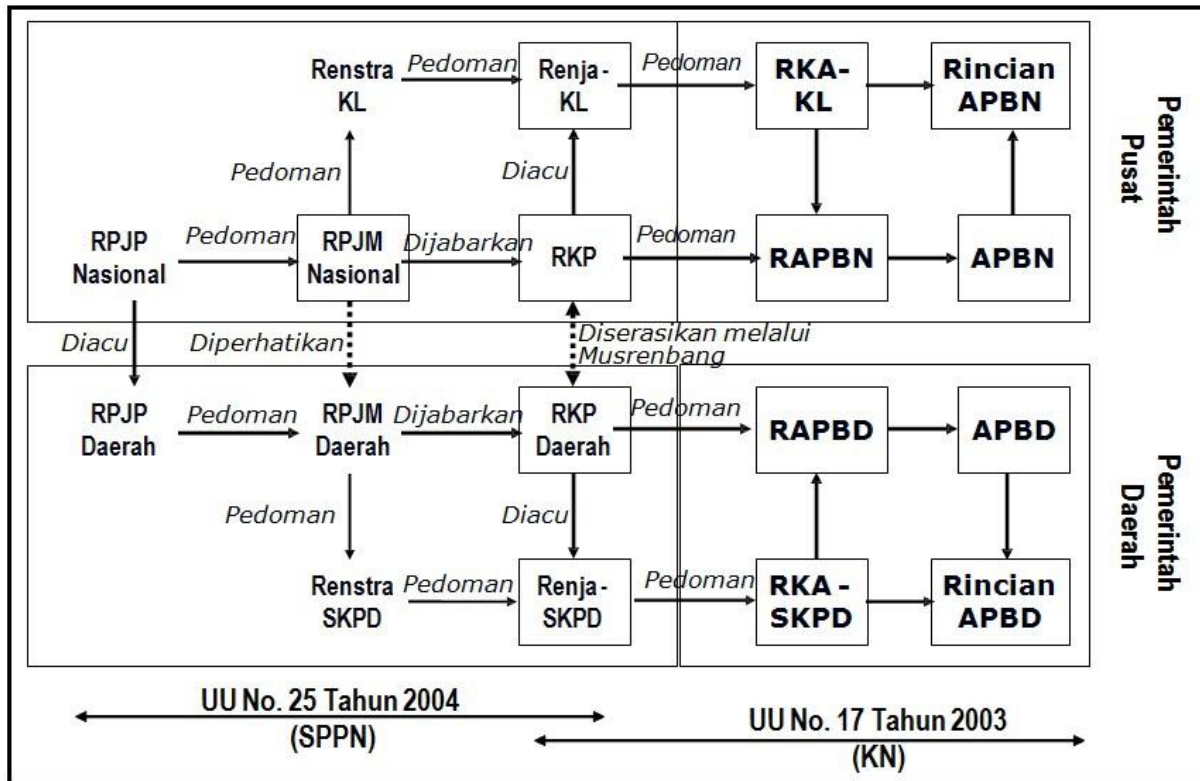 Renstra
KL
Pedoman
Renja-
KL
Pedoman
RKA-
KL
Rincian
APBN
Pedoman
Diacu
RPJP
Nasional
Pedoman
RPJM
Nasional
Dijabarkan
RKP
Pedoman
RAPBN
APBN
Pemerintah
Pusat
Diacu
Diperhatikan
Diserasikan melalui
Musrenbang
RPJP
Daerah
Pedoman
RPJM
Daerah
Dijabarkan
RKP
Daerah
Pedoman
RAPBD
APBD
Pedoman
Diacu
Renstra
SKPD
Pedoman
Renja-
SKPD
Pedoman
RKA -
SKPD
Rincian
APBD
Pemerintah
Daerah
UU No. 25 Tahun 2004
(SPPN)
UU No. 17 Tahun 2003
(KN)